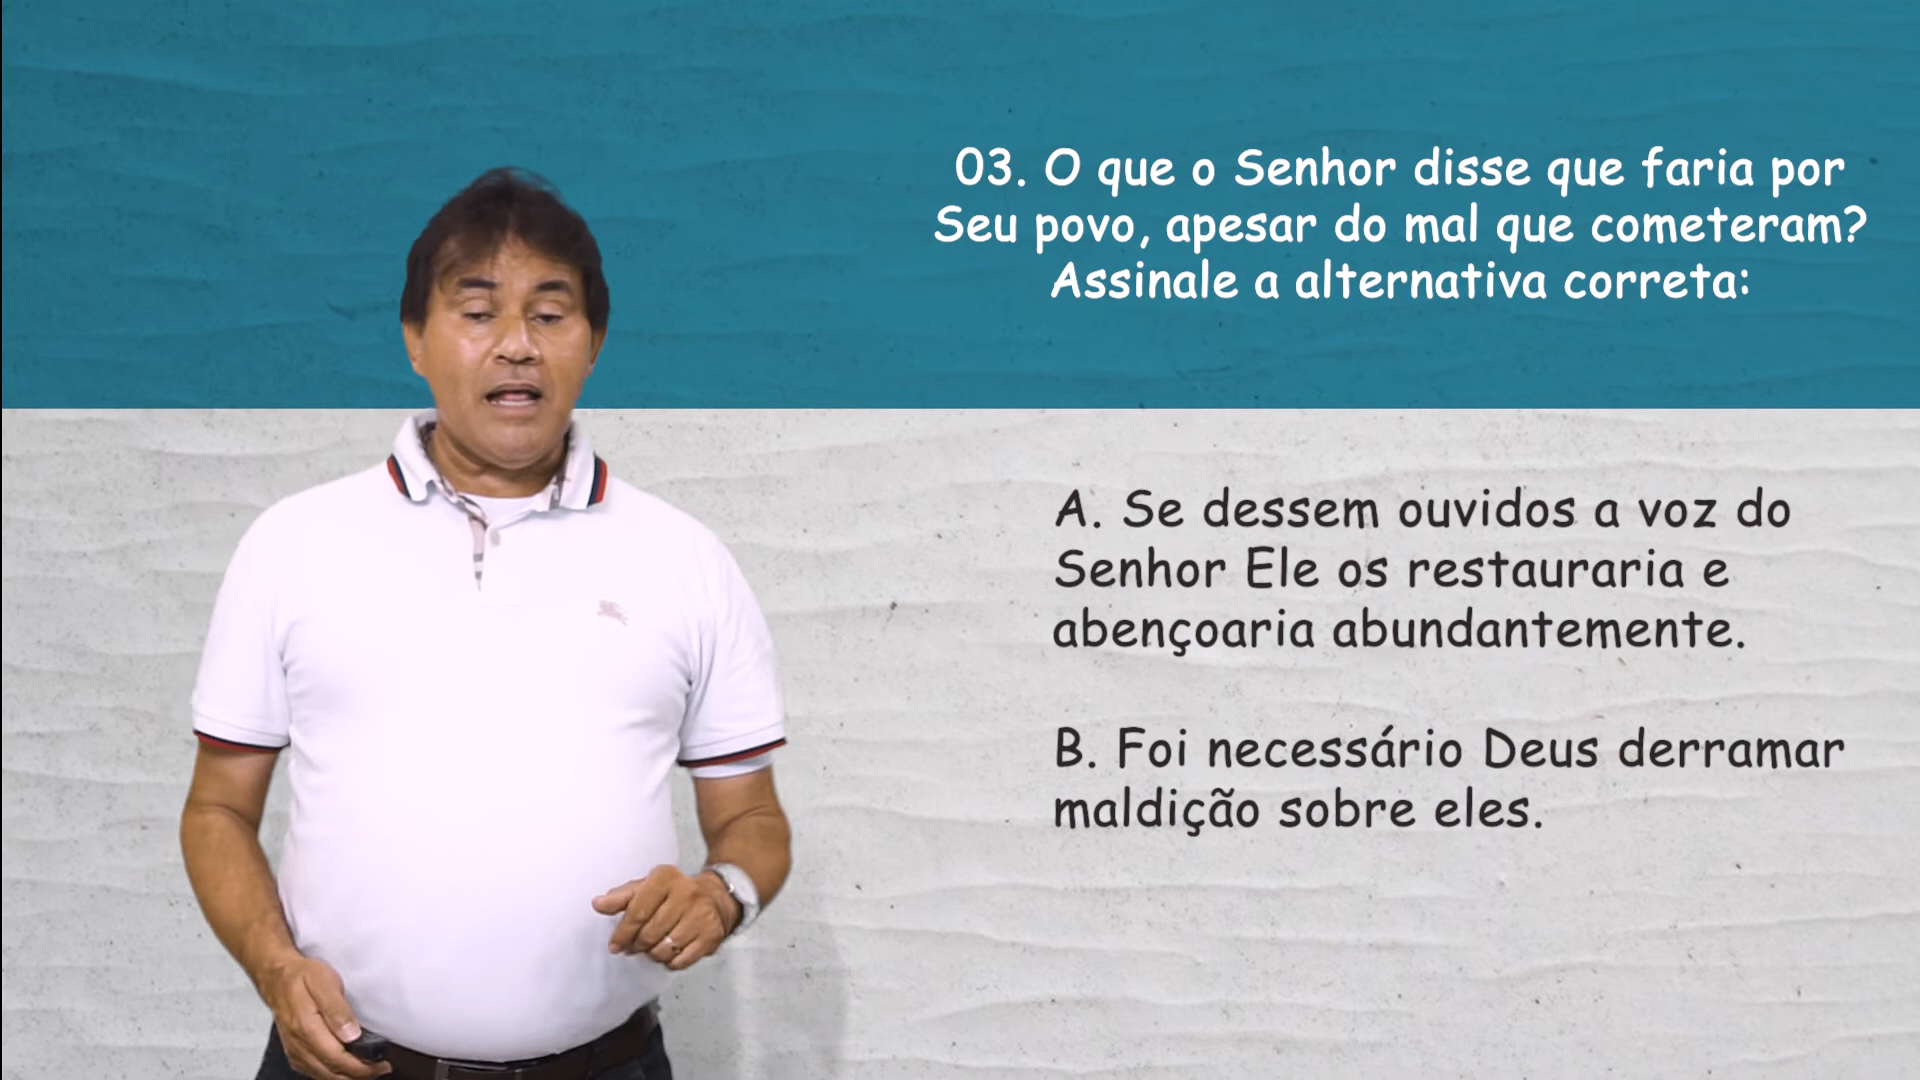 03. O que o Senhor disse que faria por
Seu povo, apesar do mal que cometeram?
Assinale a alternativa correta:
A. Se dessem ouvidos a voz do
Senhor Ele os restauraria e
abençoaria abundantemente.
B. Foi necessário Deus derramar
maldição sobre eles.